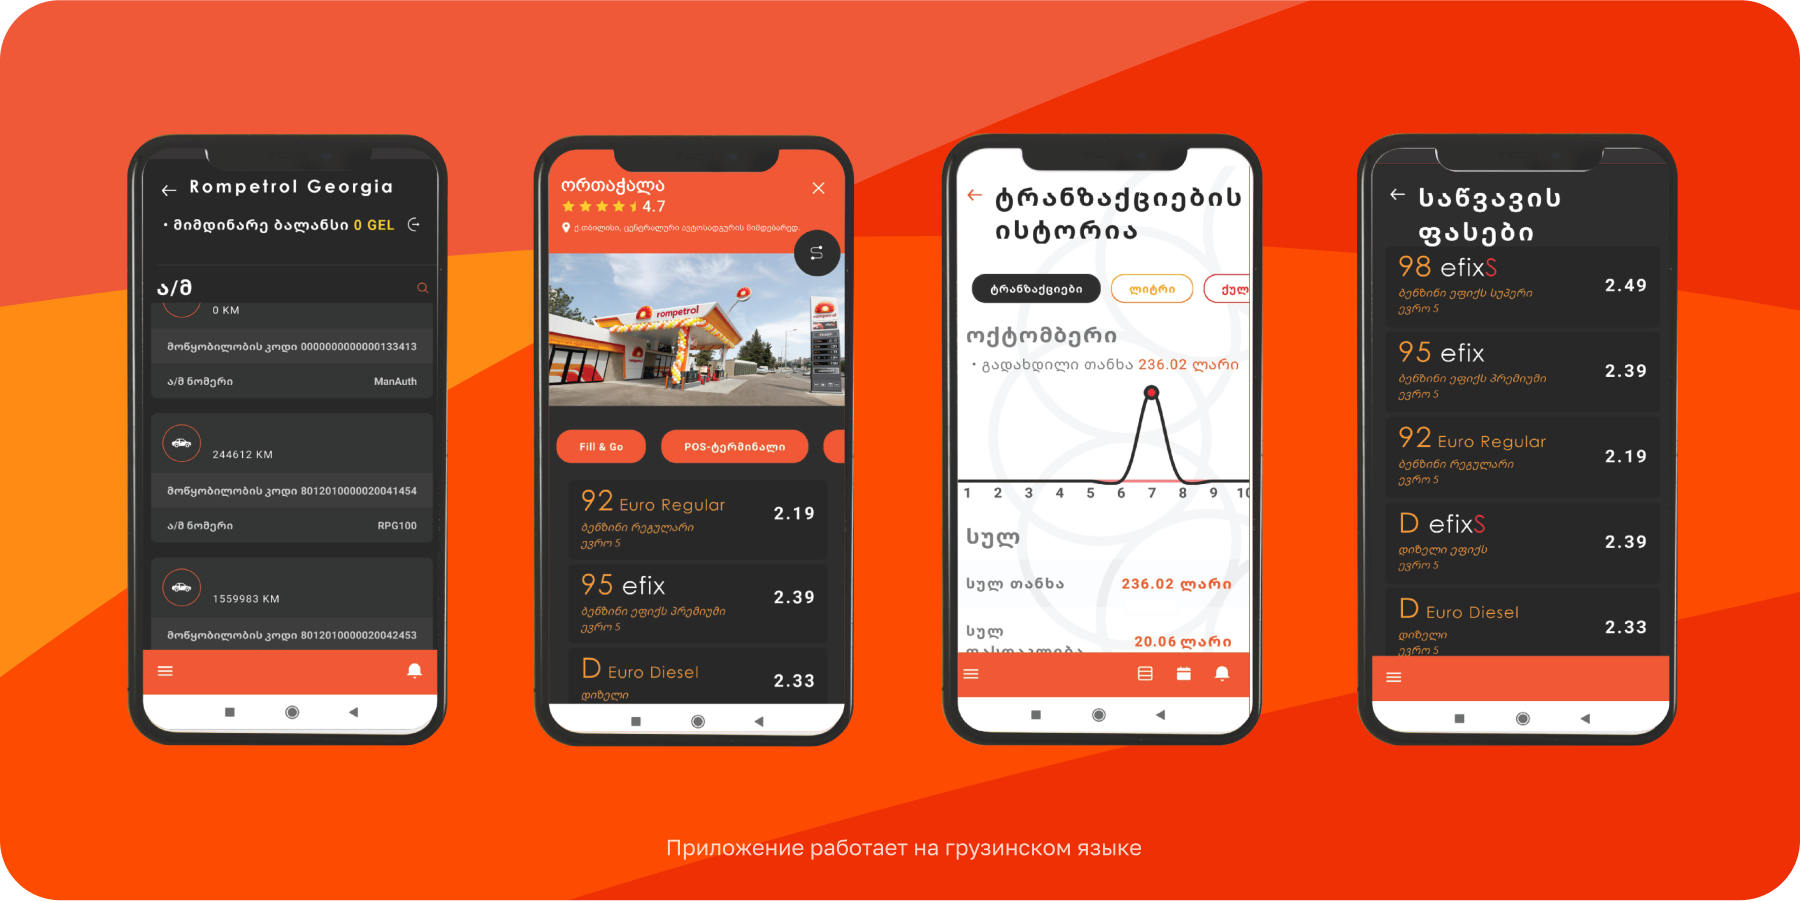 Rompetrol Georgia
• მიმდინარე ბალანსი 0 GEL
ა/მ
0 KM
მოწყობილობის კოდი 0000000000000133413
ა/მ ნომერი ManAuth
244612 KM
მოწყობილობის კოდი 8012010000020041454
ა/მ ნომერი RPG100
1559983 KM
მოწყობილობის კოდი 8012010000020042453
ორთაჭალა
4.7
ქ.თბილისი, ცენტრალური ავტოსადგურის მიმდებარედ.
rompetrol
rompetrol
Fill & Go
POS-ტერმინალი
92 Euro Regular 2.19
ბენზინი რეგულარი
ევრო 5
95 efix 2.39
ბენზინი ეფიქს პრემიუმი
ევრო 5
D Euro Diesel 2.33
დიზელი
ტრანზაქციების
ისტორია
ტრანზაქციები
ლიტრი
ქულ
ოქტომბერი
• გადახდილი თანხა 236.02 ლარი
1 2 3 4 5 6 7 8 9 10
სულ
სულ თანხა 236.02 ლარი
სულ 20.06 ლარი
ფასდაკლება
საწვავის
ფასები
98 efixS 2.49
ბენზინი ეფიქს სუპერი
ევრო 5
95 efix 2.39
ბენზინი ეფიქს პრემიუმი
ევრო 5
92 Euro Regular 2.19
ბენზინი რეგულარი
ევრო 5
D efixS 2.39
დიზელი ეფიქს
ევრო 5
D Euro Diesel 2.33
დიზელი
ევრო 5
Приложение работает на грузинском языке